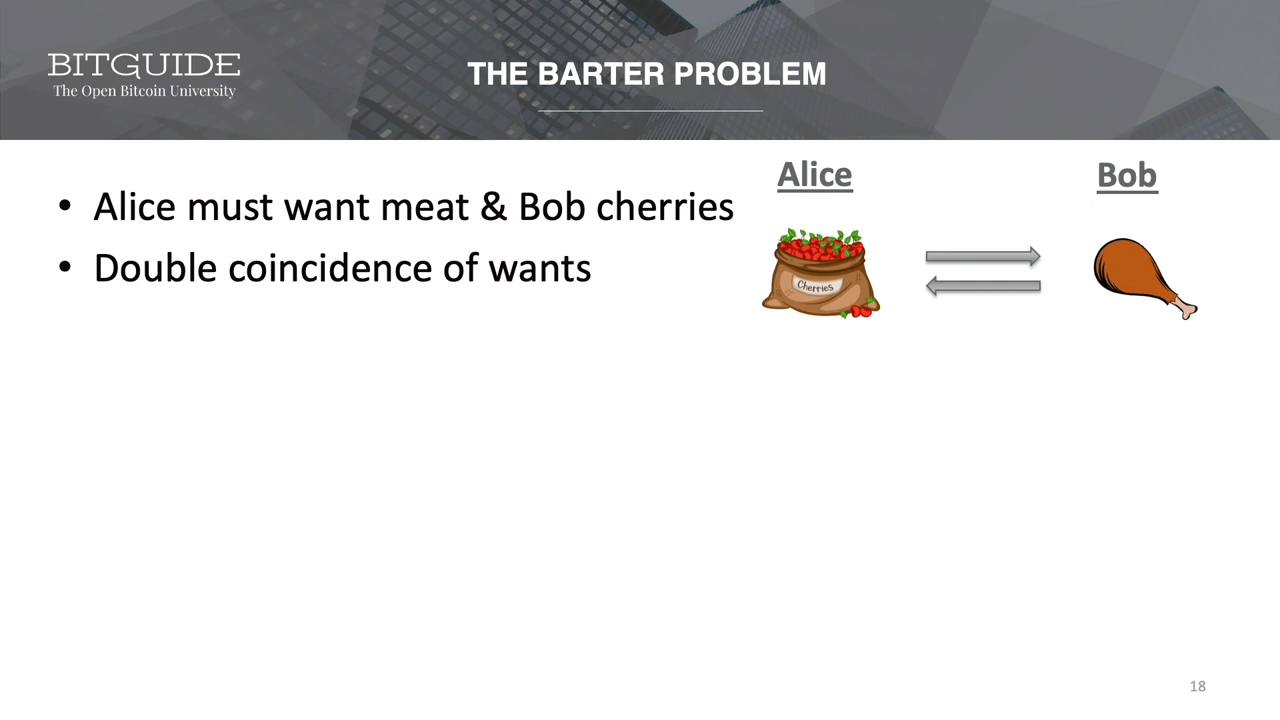 BITGUIDE
The Open Bitcoin University
THE BARTER PROBLEM
• Alice must want meat & Bob cherries
• Double coincidence of wants
Alice
Bob
Cherries
18